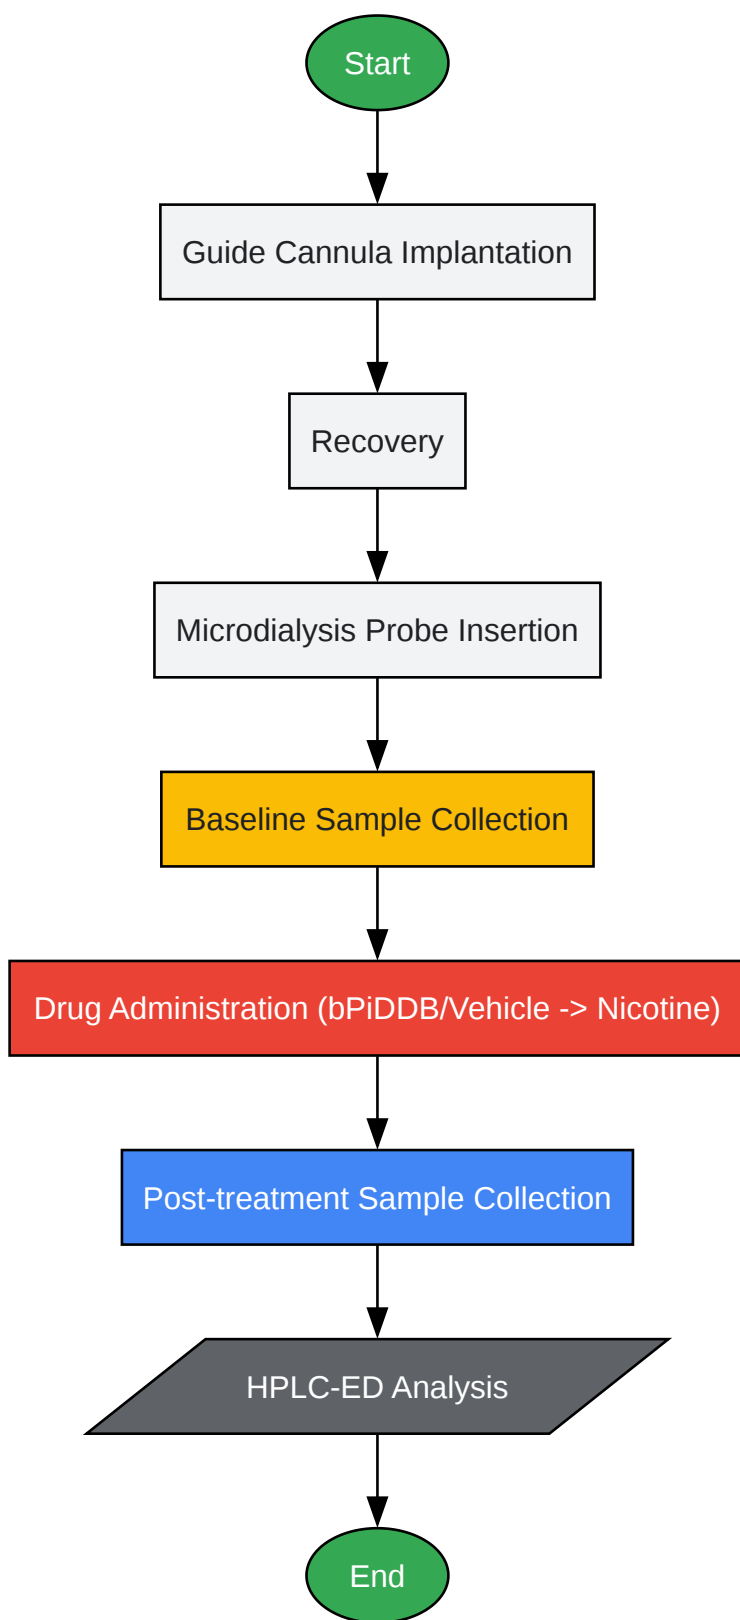 Start
Guide Cannula Implantation
Recovery
Microdialysis Probe Insertion
Baseline Sample Collection
Drug Administration (bPiDDB/Vehicle -> Nicotine)
Post-treatment Sample Collection
HPLC-ED Analysis
End